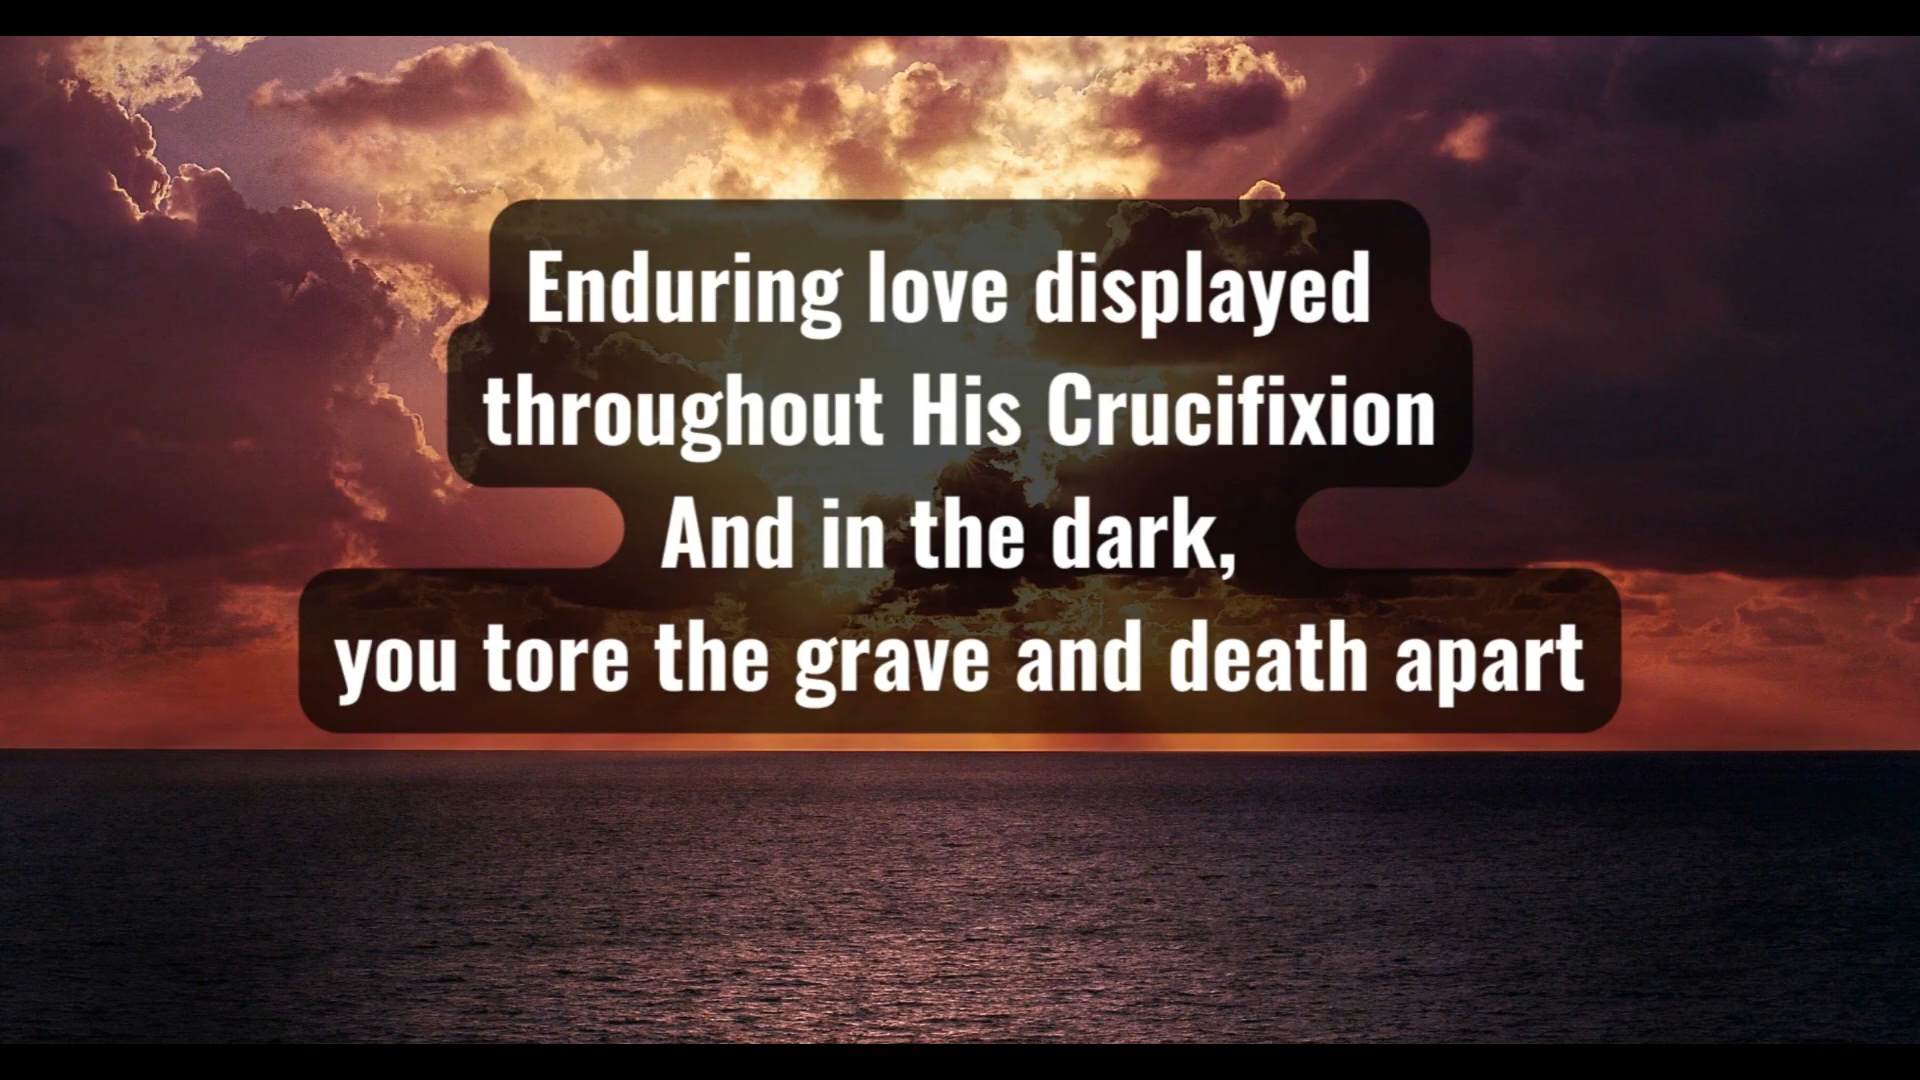 Enduring love displayed
throughout His Crucifixion
And in the dark,
you tore the grave and death apart